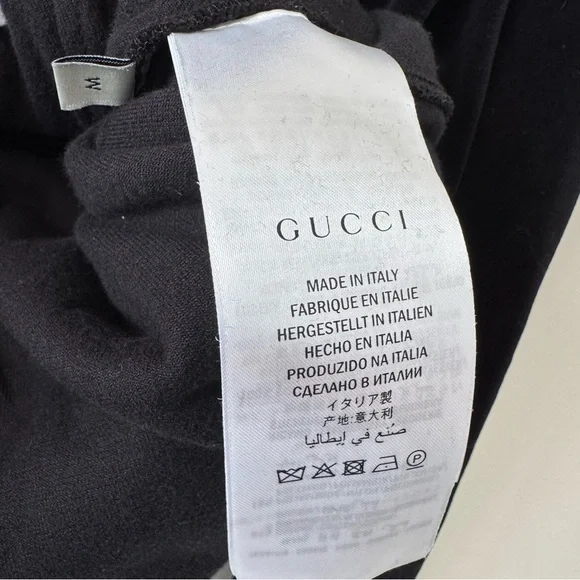 M
GUCCI
MADE IN ITALY
FABRIQUE EN ITALIE
HERGESTELLT IN ITALIEN
HECHO EN ITALIA
PRODUZIDO NA ITALIA
СДЕЛАНО В ИТАЛИИ
イタリア製
产地:意大利
صنع في إيطاليا
P